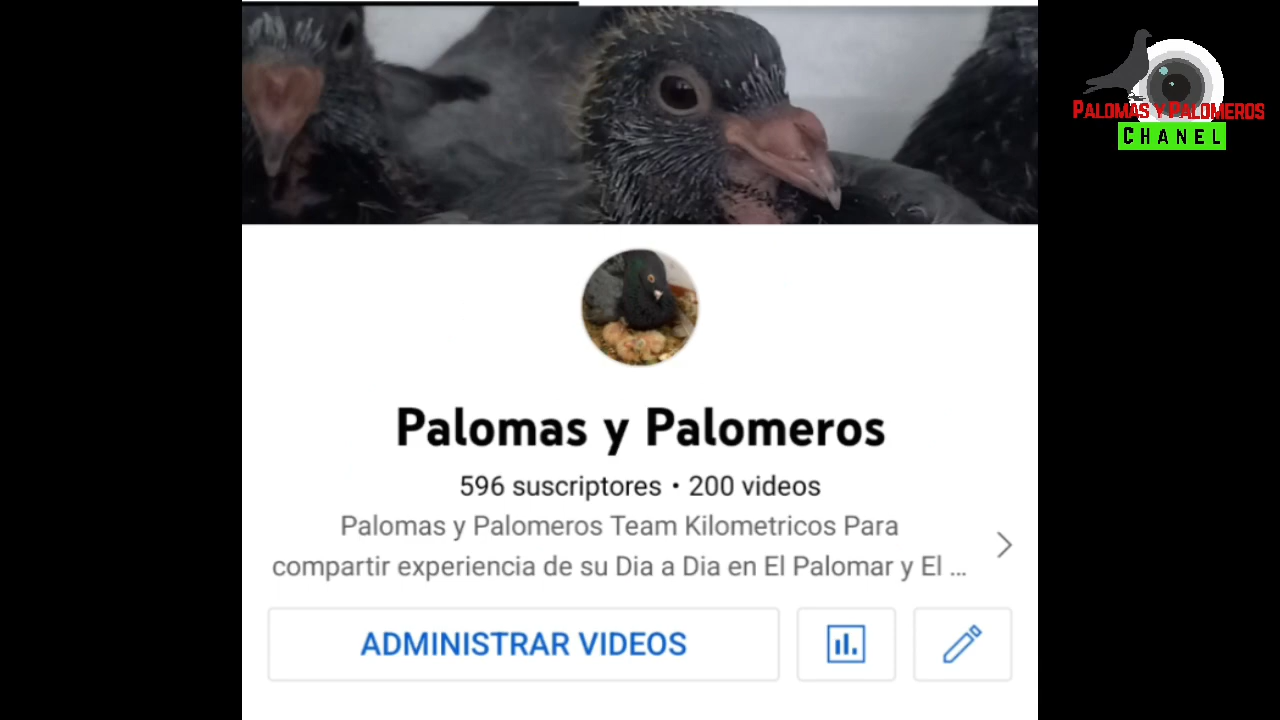 PALOMAS Y PALOMEROS
CHANEL
Palomas y Palomeros
596 suscriptores • 200 videos
Palomas y Palomeros Team Kilometricos Para
compartir experiencia de su Dia a Dia en El Palomar y El ...
ADMINISTRAR VIDEOS